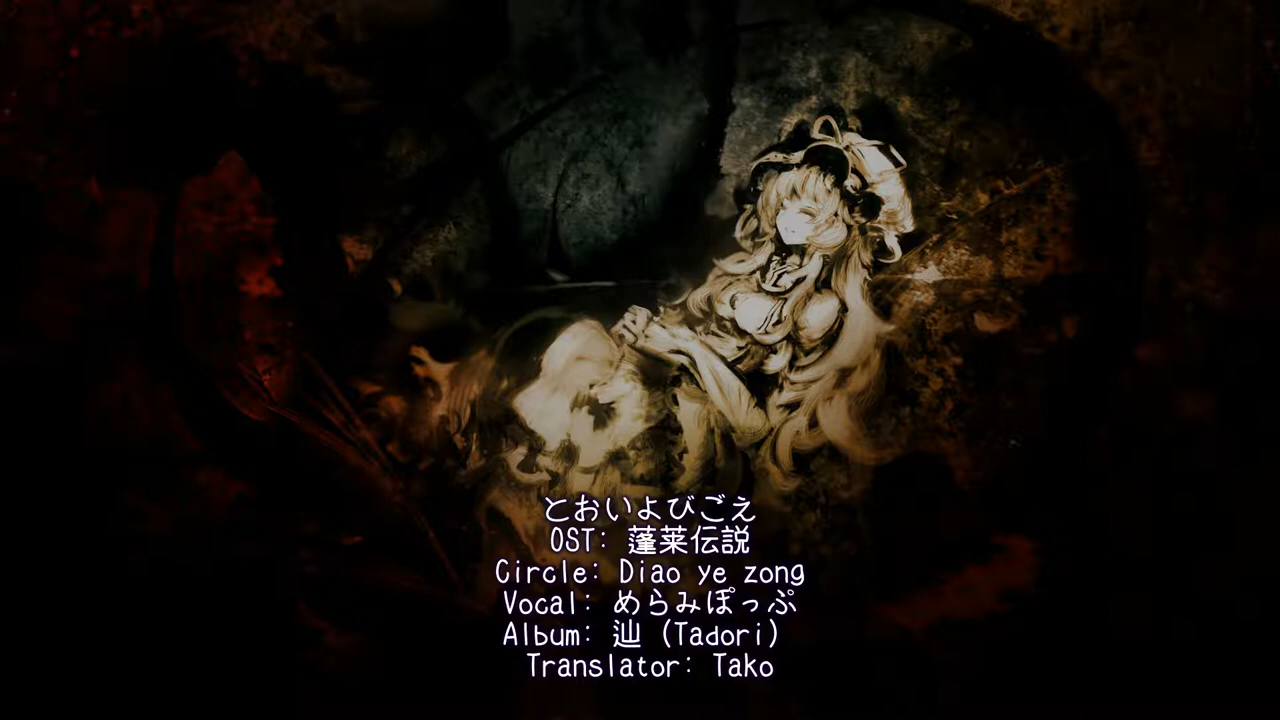 とおいよびごえ
OST: 蓬莱伝説
Circle: Diao ye zong
Vocal: めらみぽっぷ
Album: 辿 (Tadori)
Translator: Tako